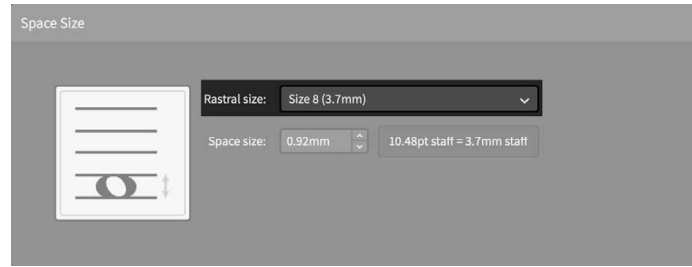 Space Size
Rastral size: Size 8 (3.7mm)
Space size: 0.92mm 10.48pt staff = 3.7mm staff